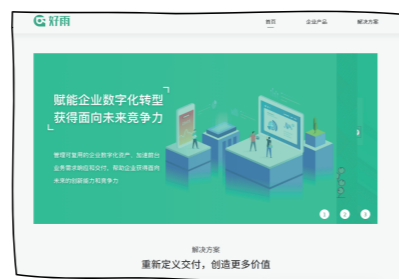 好雨
首页
企业产品
解决方案
赋能企业数字化转型
获得面向未来竞争力
管理可复用的企业数字化资产，加速前台
业务需求响应和交付，帮助企业获得面向
未来的创新能力和竞争力
1 2 3
解决方案
重新定义交付，创造更多价值